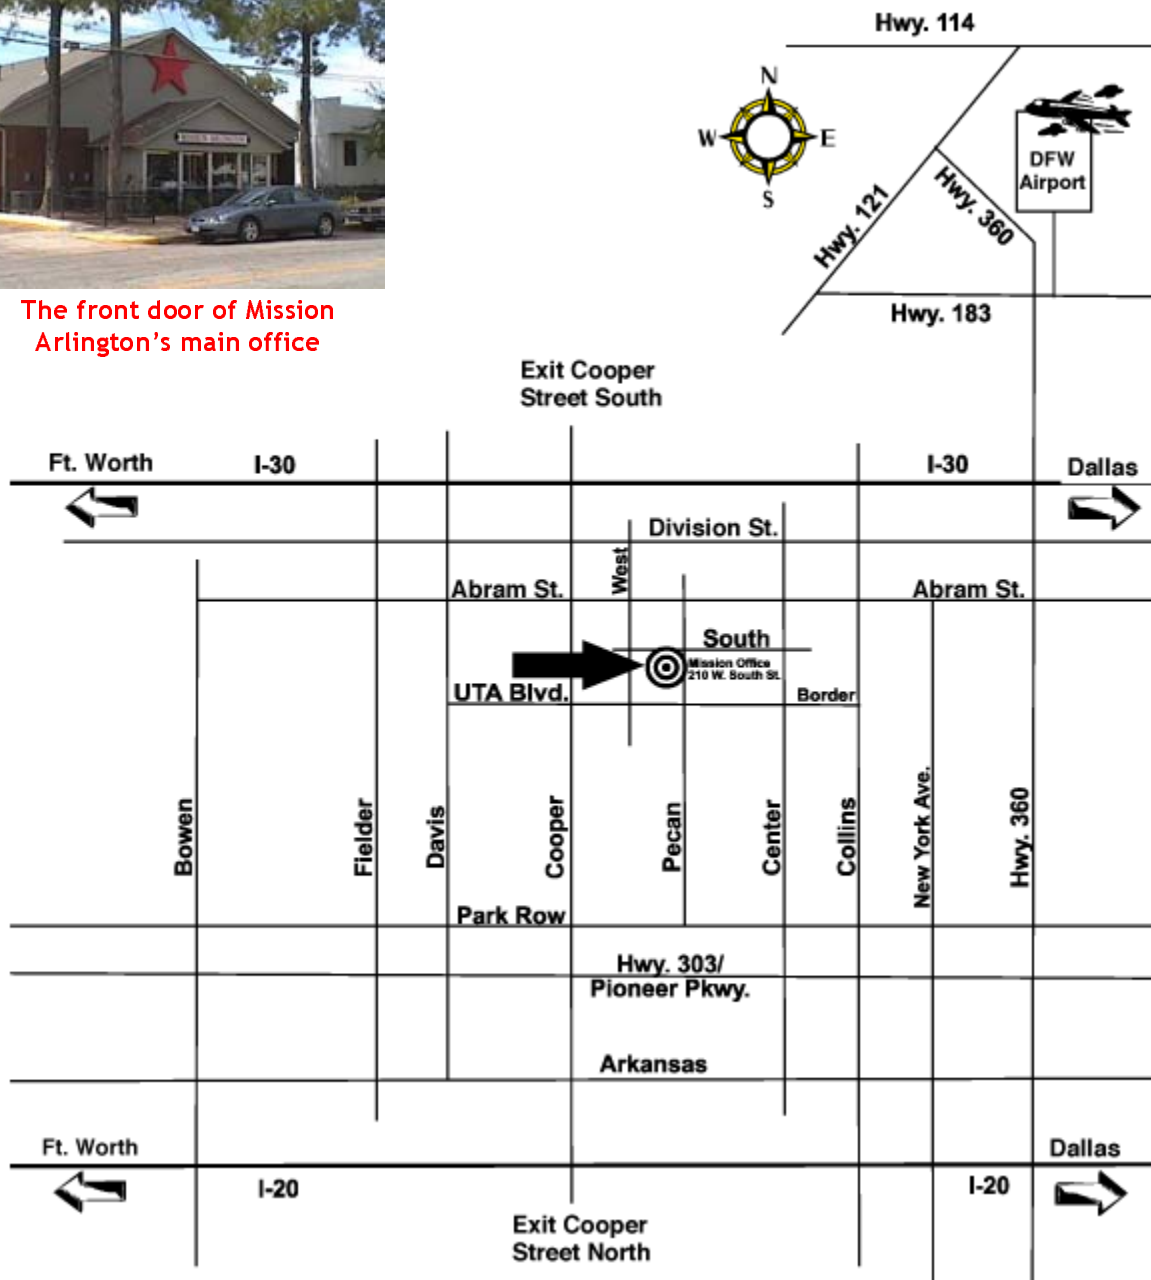 Hwy. 114
N
W
E
S
DFW
Airport
Hwy. 121
Hwy. 360
Hwy. 183
MISSION ARLINGTON
The front door of Mission
Arlington's main office
Exit Cooper
Street South
Ft. Worth
I-30
I-30
Dallas
Division St.
West
Abram St.
Abram St.
South
Mission Office
210 W. South St.
UTA Blvd.
Border
Bowen
Fielder
Davis
Cooper
Pecan
Center
Collins
New York Ave.
Hwy. 360
Park Row
Hwy. 303/
Pioneer Pkwy.
Arkansas
Ft. Worth
Dallas
I-20
I-20
Exit Cooper
Street North